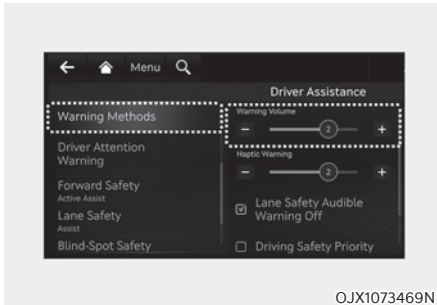 Menu
Driver Assistance
Warning Methods
Driver Attention
Warning
Forward Safety
Active Assist
Lane Safety
Assist
Blind-Spot Safety
Warning Volume
− 2 +
Haptic Warning
− 2 +
Lane Safety Audible
Warning Off
Driving Safety Priority
OJX1073469N